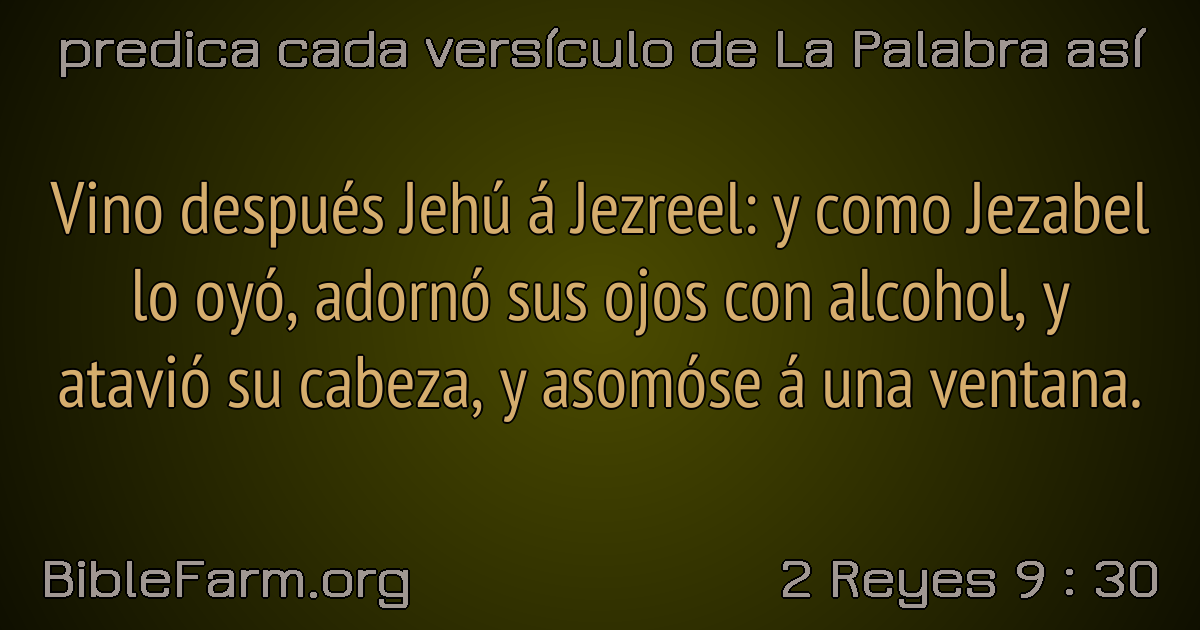 predica cada versículo de La Palabra así
Vino después Jehú á Jezreel: y como Jezabel
lo oyó, adornó sus ojos con alcohol, y
atavió su cabeza, y asomóse á una ventana.
BibleFarm.org
2 Reyes 9 : 30